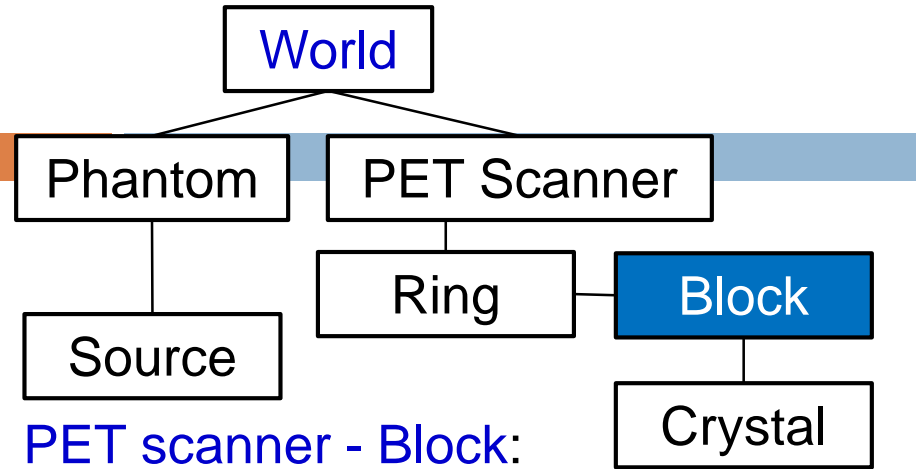 World
Phantom
PET Scanner
Ring
Block
Source
Crystal
PET scanner - Block: